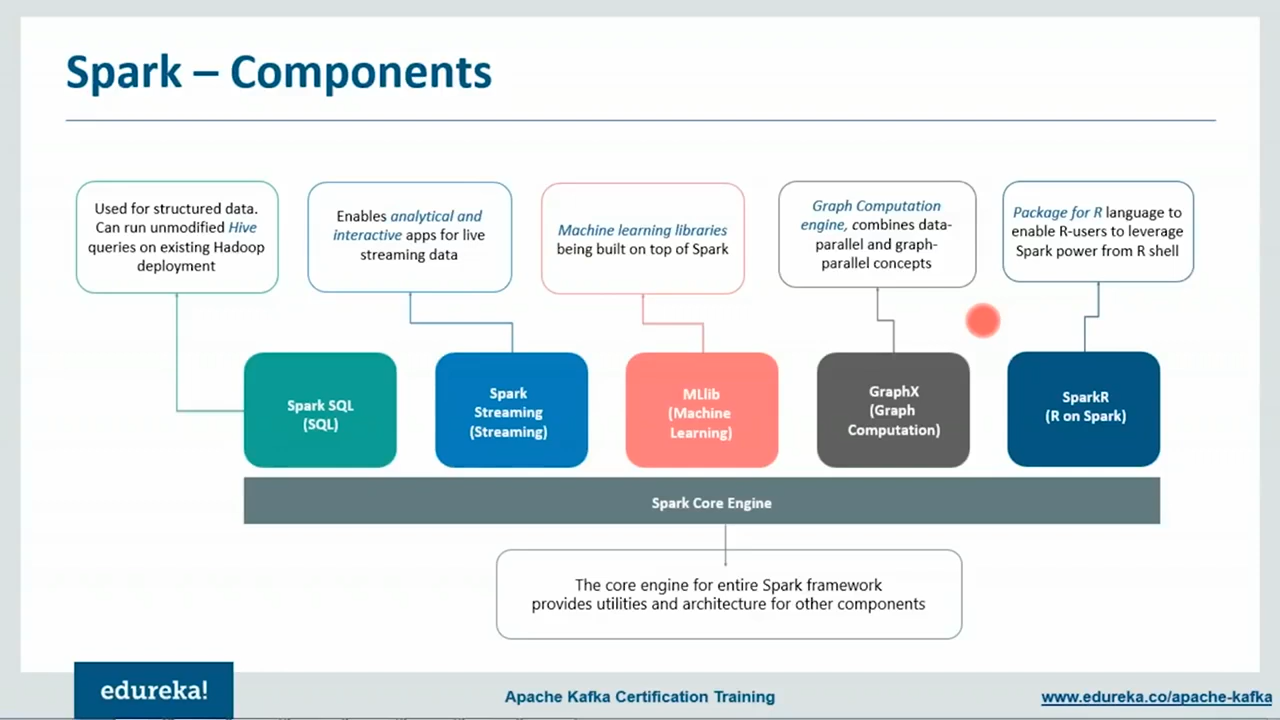 Spark – Components
Used for structured data.
Can run unmodified Hive
queries on existing Hadoop
deployment
Enables analytical and
interactive apps for live
streaming data
Machine learning libraries
being built on top of Spark
Graph Computation
engine, combines data-
parallel and graph-
parallel concepts
Package for R language to
enable R-users to leverage
Spark power from R shell
Spark SQL
(SQL)
Spark
Streaming
(Streaming)
MLlib
(Machine
Learning)
GraphX
(Graph
Computation)
SparkR
(R on Spark)
Spark Core Engine
The core engine for entire Spark framework
provides utilities and architecture for other components
edureka!
Apache Kafka Certification Training
www.edureka.co/apache-kafka